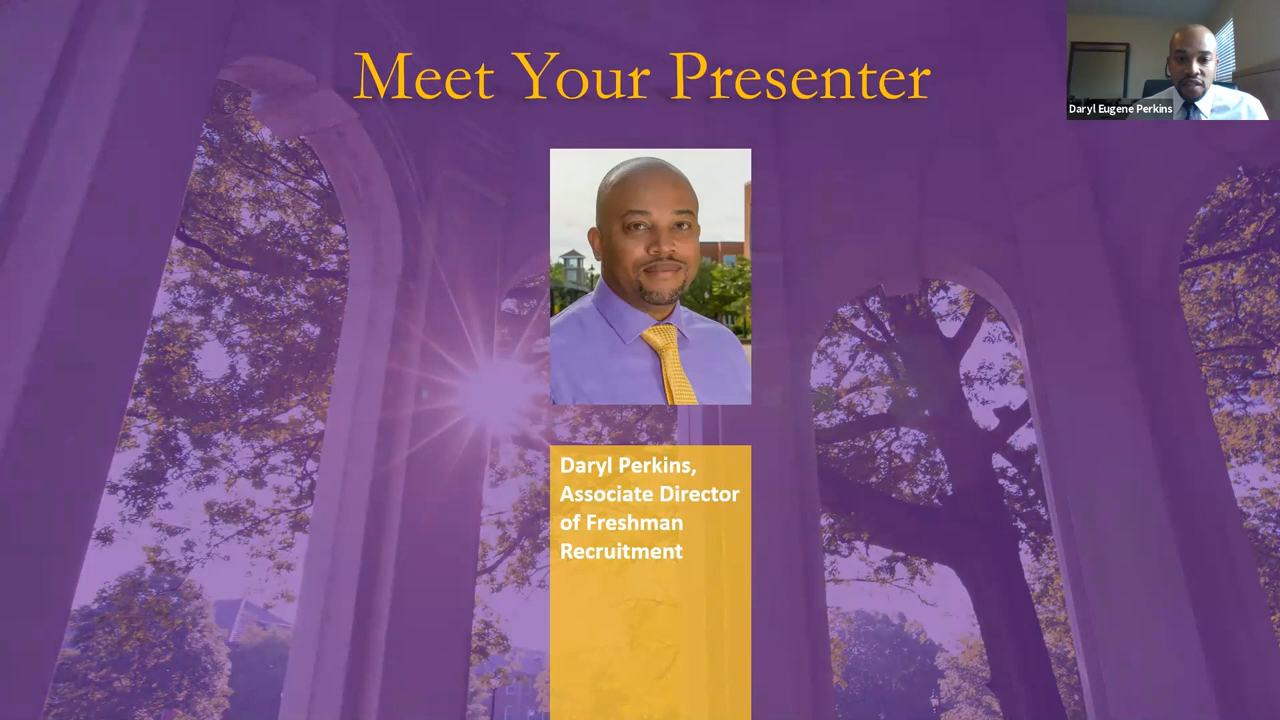 Meet Your Presenter
Daryl Eugene Perkins
Daryl Perkins,
Associate Director
of Freshman
Recruitment